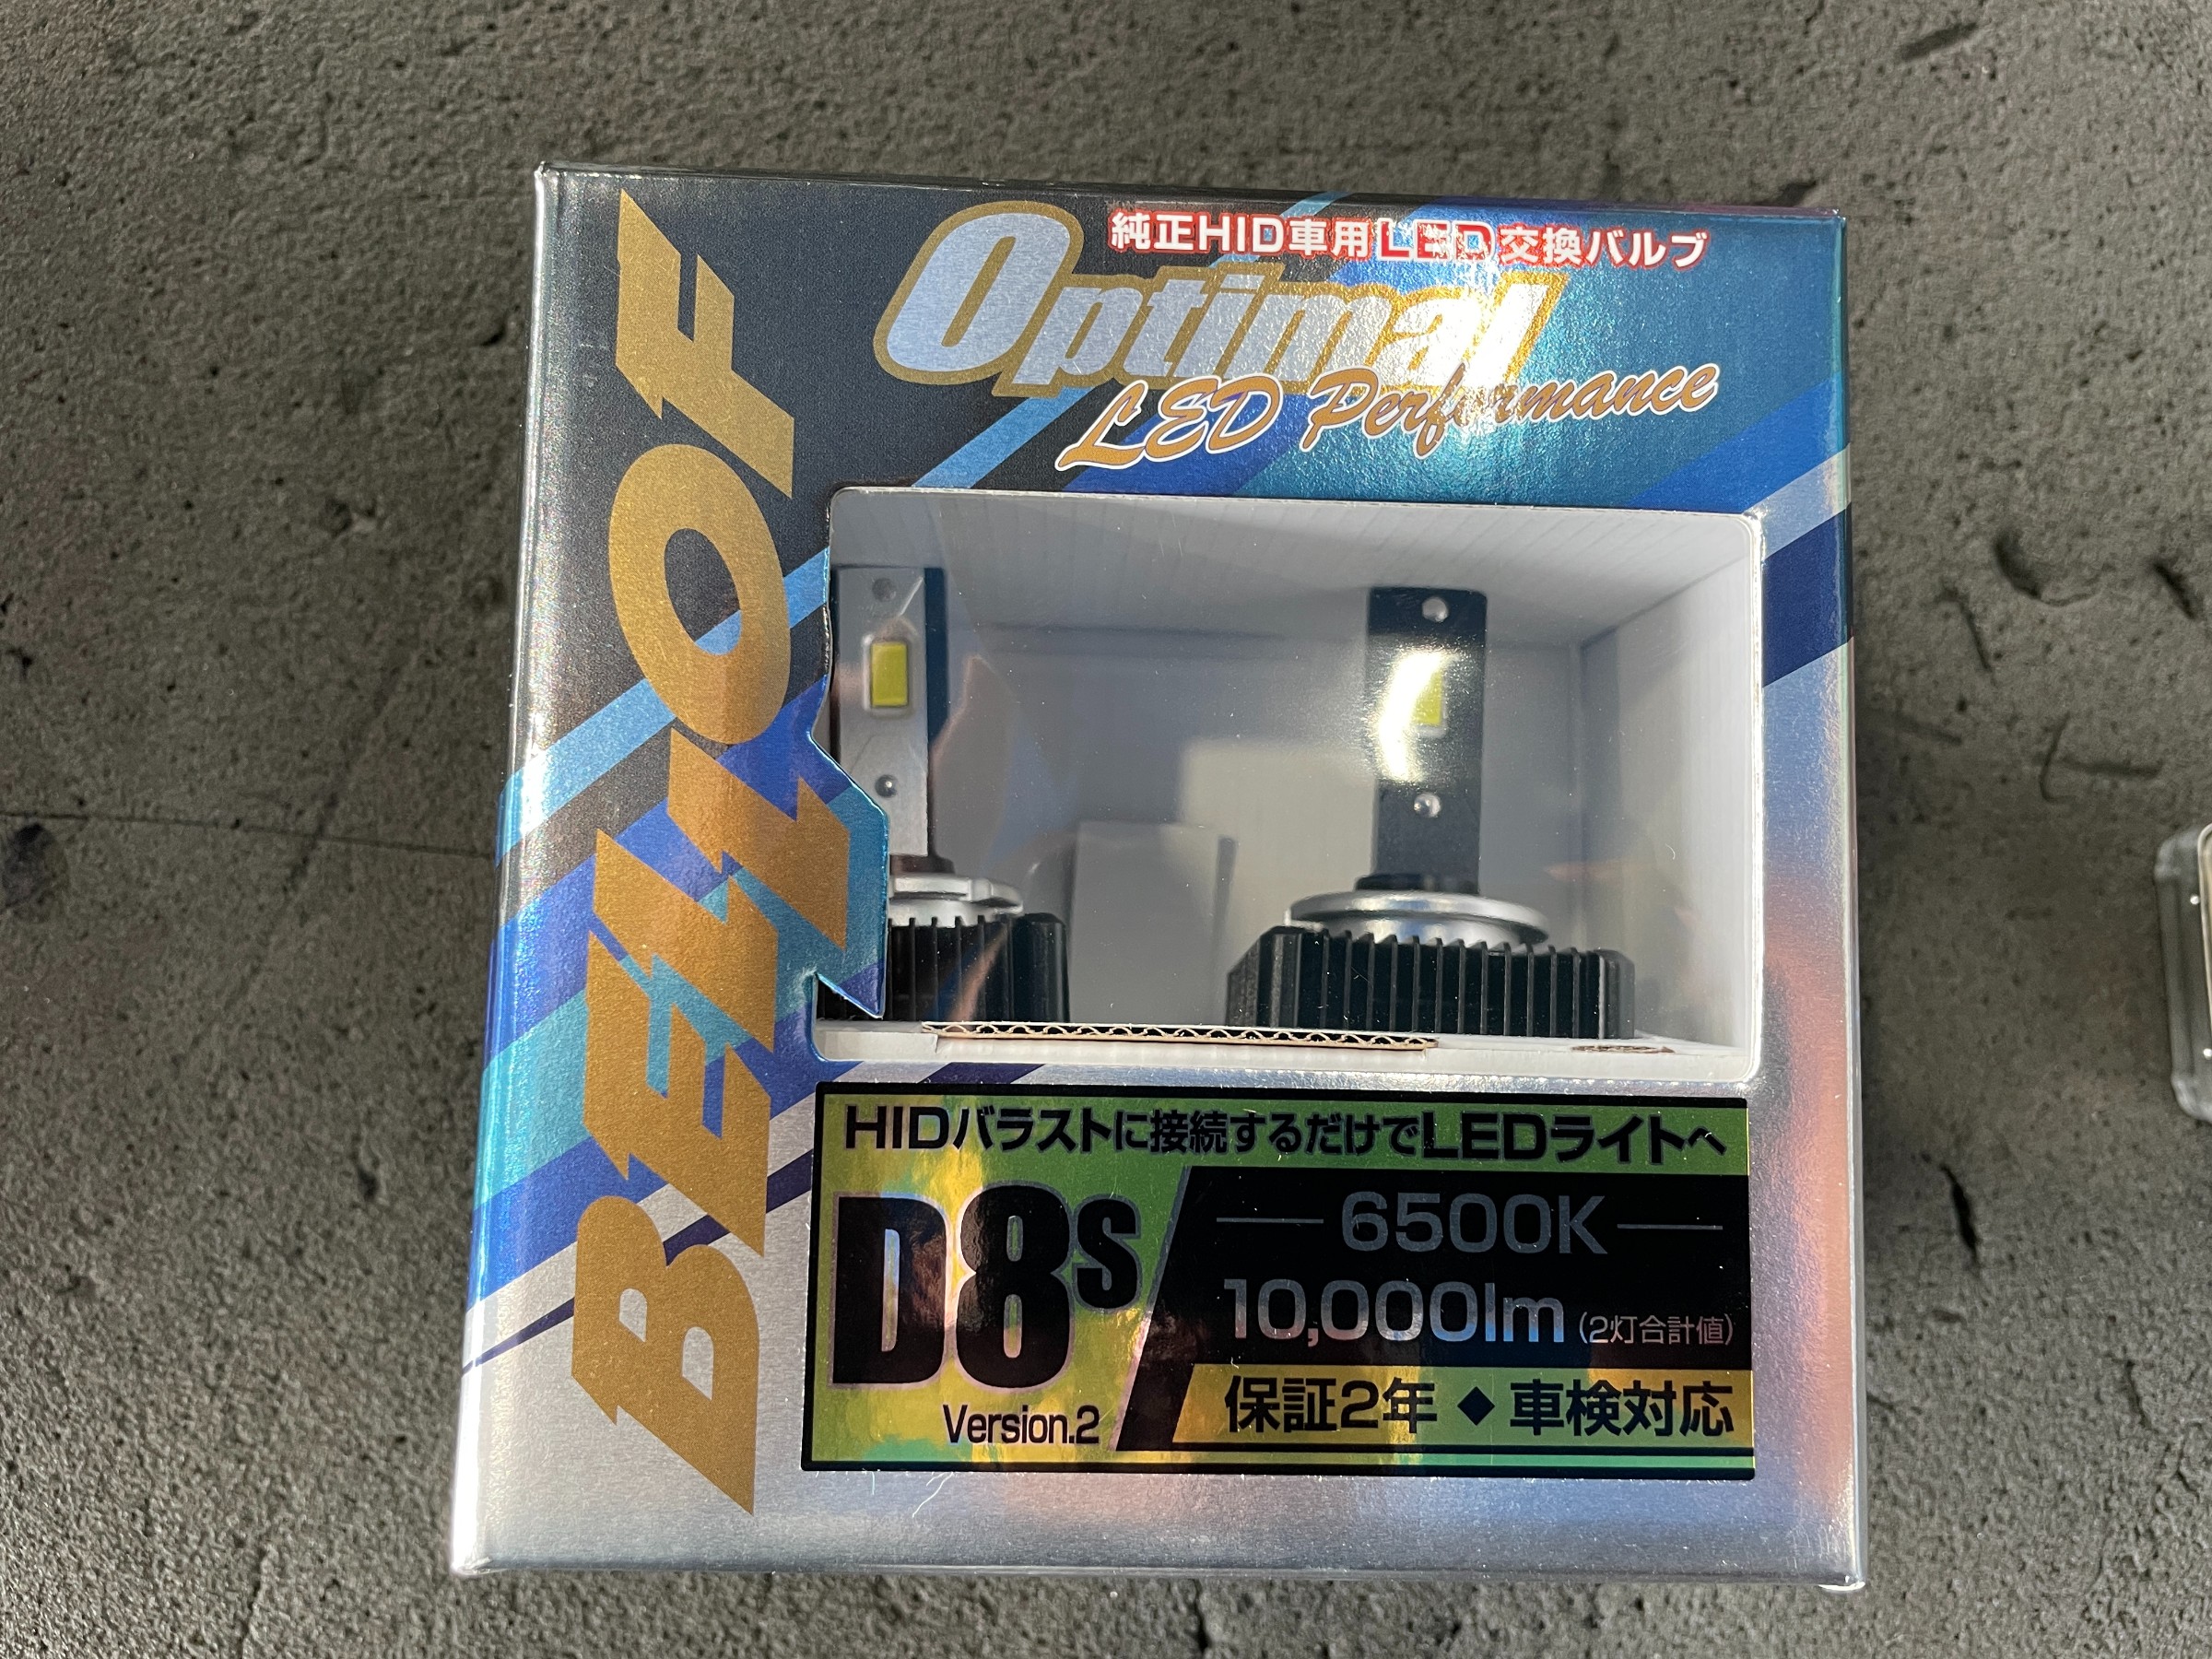 BELLOF
純正HID車用LED交換バルブ
Optimal
LED Performance
HIDバラストに接続するだけでLEDライトへ
D8S
Version.2
6500K
10,000lm (2灯合計値)
保証2年◆車検対応